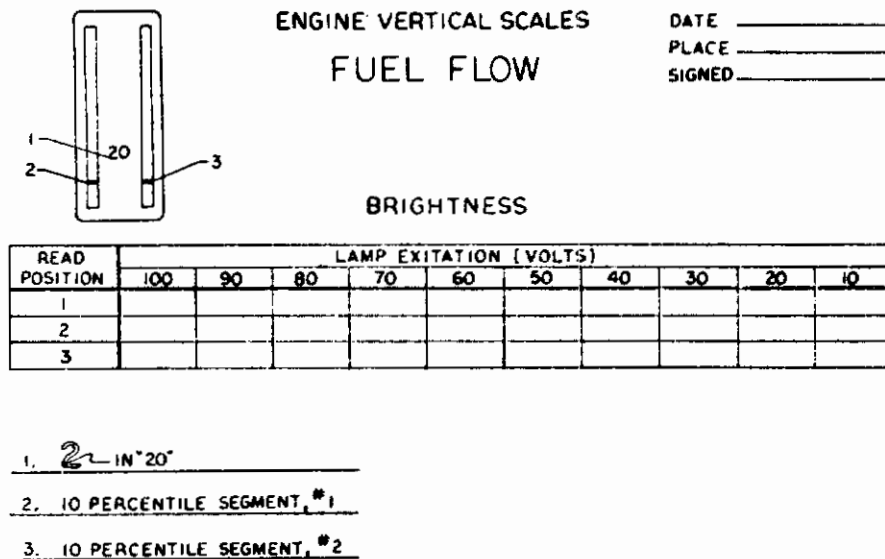 ENGINE VERTICAL SCALES
FUEL FLOW
DATE
PLACE
SIGNED
1
20
2
3
BRIGHTNESS
READ POSITION
LAMP EXITATION (VOLTS)
100 90 80 70 60 50 40 30 20 10
1
2
3
1. 2 IN "20"
2. 10 PERCENTILE SEGMENT, #1
3. 10 PERCENTILE SEGMENT, #2